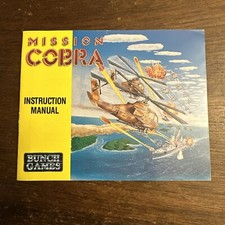 MISSION
COBRA
INSTRUCTION
MANUAL
BUNCH
GAMES